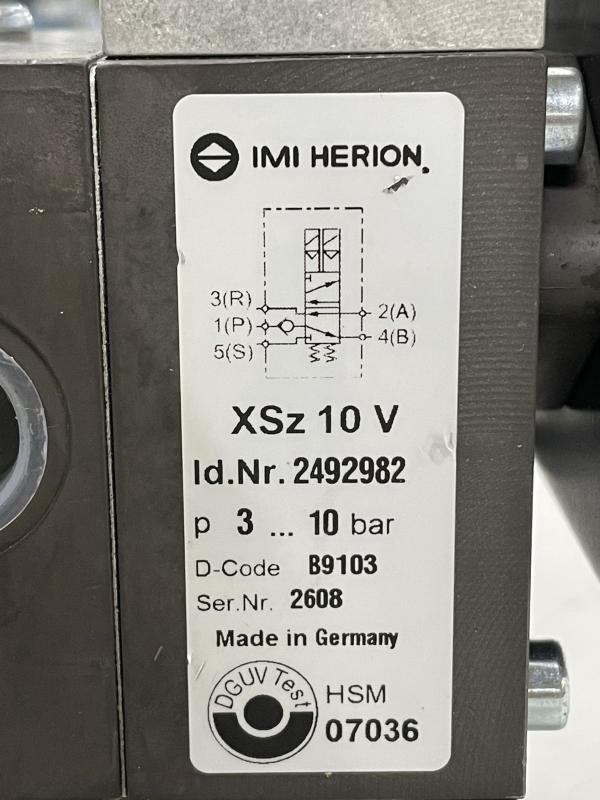 IMI HERION
3(R)
2(A)
1(P)
4(B)
5(S)
XSz 10 V
Id.Nr. 2492982
p 3 ... 10 bar
D-Code B9103
Ser.Nr. 2608
Made in Germany
DGUV Test
HSM
07036